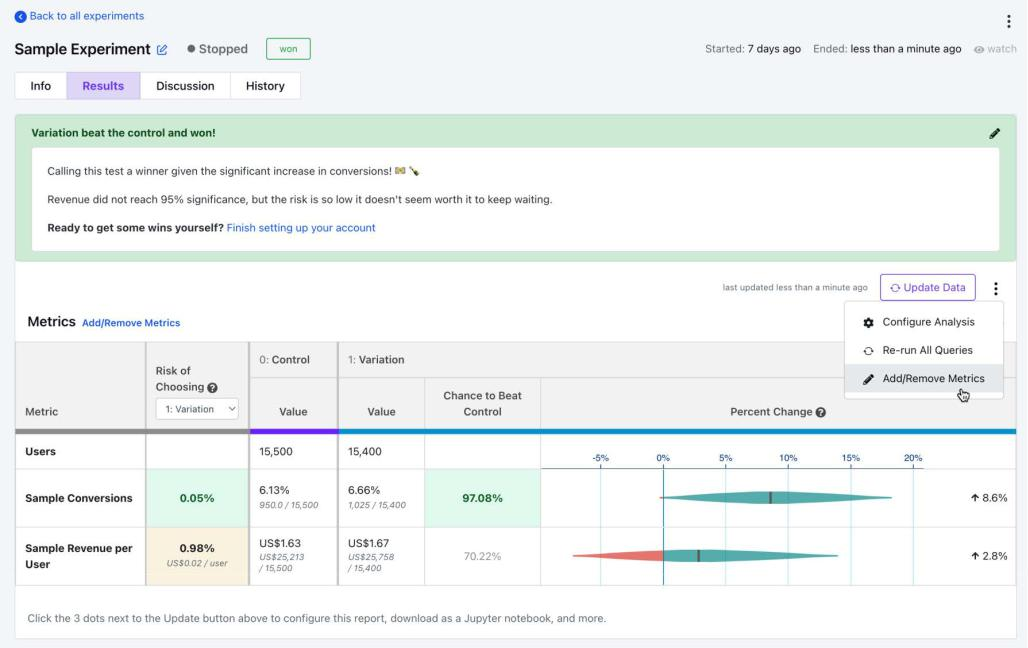 Back to all experiments
Sample Experiment Stopped won Started: 7 days ago Ended: less than a minute ago watch
Info Results Discussion History
Variation beat the control and won!
Calling this test a winner given the significant increase in conversions!
Revenue did not reach 95% significance, but the risk is so low it doesn't seem worth it to keep waiting.
Ready to get some wins yourself? Finish setting up your account
last updated less than a minute ago Update Data
Configure Analysis
Re-run All Queries
Add/Remove Metrics
Metrics Add/Remove Metrics
0: Control 1: Variation
Risk of
Choosing
1: Variation
Metric Value Value
Chance to Beat
Control
Percent Change
Users 15,500 15,400
-5% 0% 5% 10% 15% 20%
Sample Conversions 0.05% 6.13% 6.66% 97.08% 8.6%
950.0 / 15,500 1,025 / 15,400
Sample Revenue per
User
0.98%
US$0.02 / user
US$1.63
US$25,213
/ 15,500
US$1.67
US$25,758
/ 15,400
70.22% 2.8%
Click the 3 dots next to the Update button above to configure this report, download as a Jupyter notebook, and more.